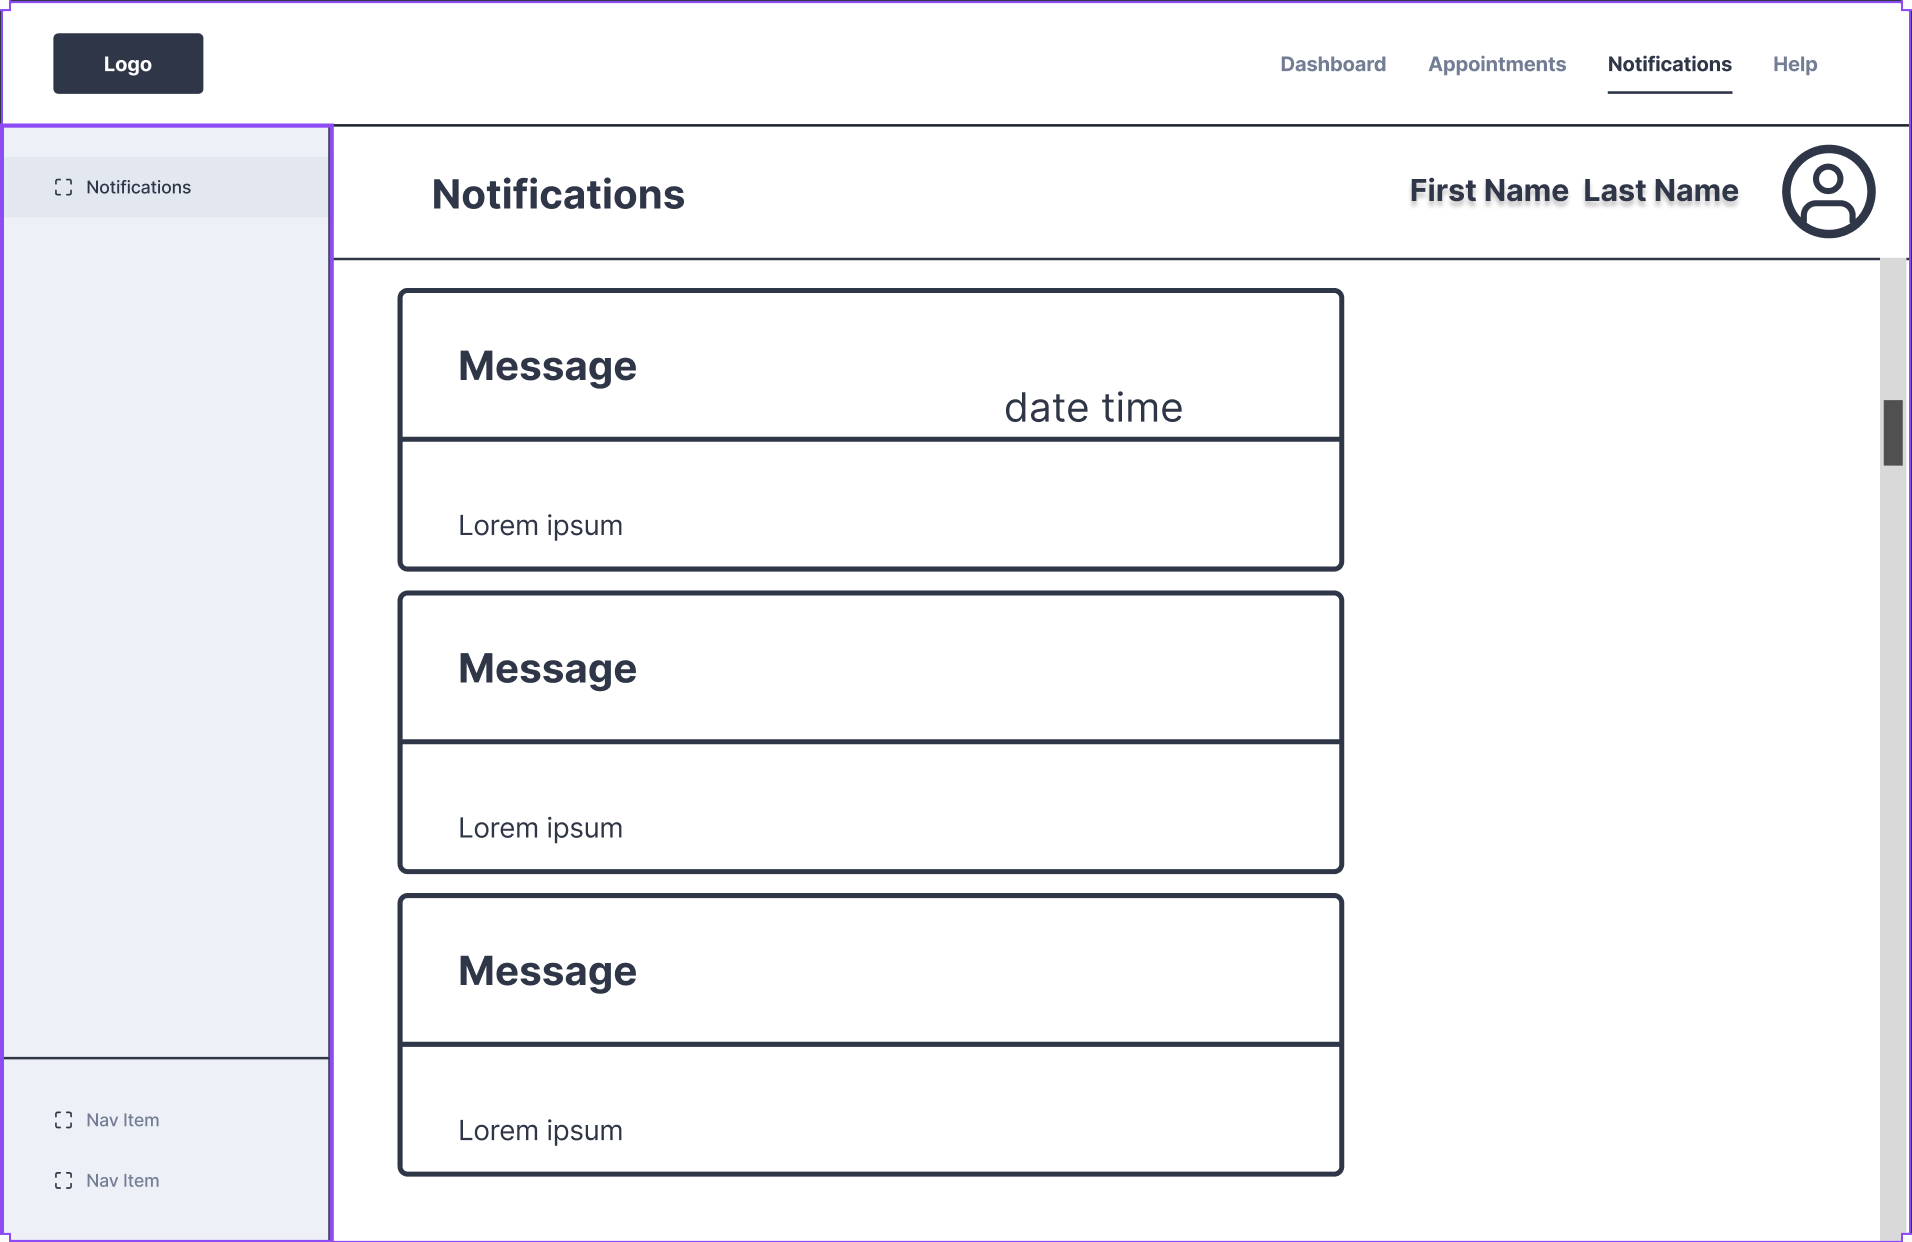 Logo
Dashboard Appointments Notifications Help
Notifications
Notifications
First Name Last Name
Message
date time
Lorem ipsum
Message
Lorem ipsum
Message
Lorem ipsum
Nav Item
Nav Item